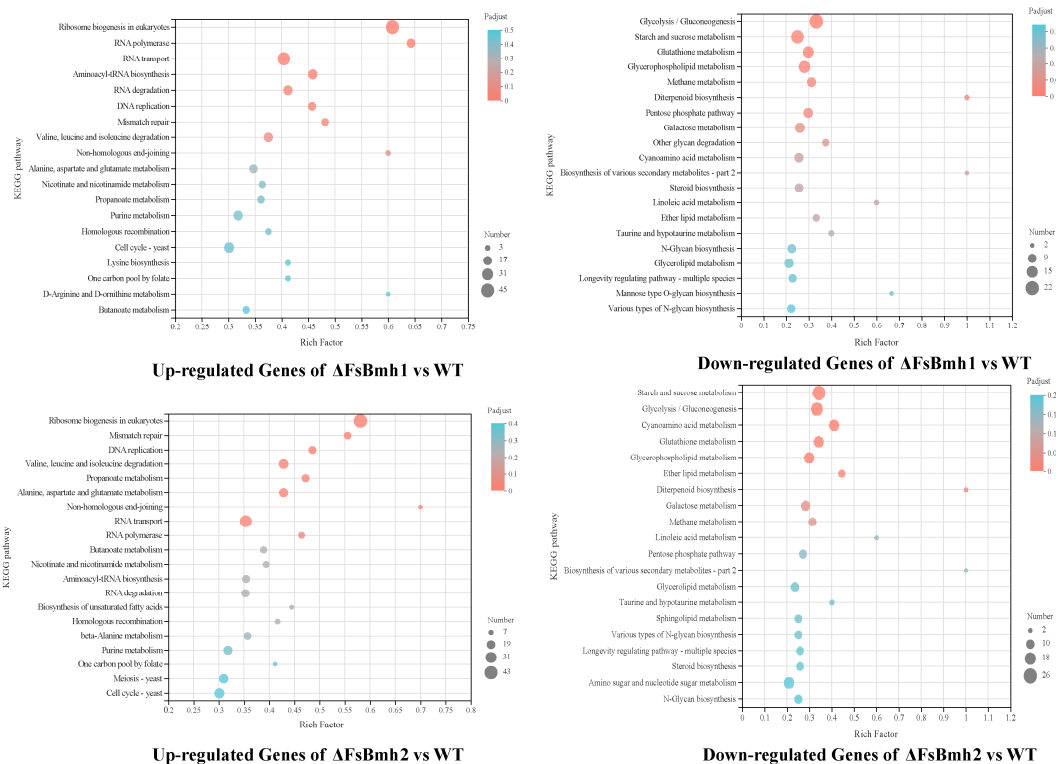 Ribosome biogenesis in eukaryotes
RNA polymerase
RNA transport
Aminoacyl-tRNA biosynthesis
RNA degradation
DNA replication
Mismatch repair
Valine, leucine and isoleucine degradation
Non-homologous end-joining
Alanine, aspartate and glutamate metabolism
Nicotinate and nicotinamide metabolism
Propanoate metabolism
Purine metabolism
Homologous recombination
Cell cycle - yeast
Lysine biosynthesis
One carbon pool by folate
D-Arginine and D-ornithine metabolism
Butanoate metabolism
KEGG pathway
0.2 0.25 0.3 0.35 0.4 0.45 0.5 0.55 0.6 0.65 0.7 0.75
Rich Factor
Padjust
0.5
0.4
0.3
0.2
0.1
0
Number
3
17
31
45
Up-regulated Genes of ΔFsBmh1 vs WT
Glycolysis / Gluconeogenesis
Starch and sucrose metabolism
Glutathione metabolism
Glycerophospholipid metabolism
Methane metabolism
Diterpenoid biosynthesis
Pentose phosphate pathway
Galactose metabolism
Other glycan degradation
Cyanoamino acid metabolism
Biosynthesis of various secondary metabolites - part 2
Steroid biosynthesis
Linoleic acid metabolism
Ether lipid metabolism
Taurine and hypotaurine metabolism
N-Glycan biosynthesis
Glycerolipid metabolism
Longevity regulating pathway - multiple species
Mannose type O-glycan biosynthesis
Various types of N-glycan biosynthesis
KEGG pathway
0 0.1 0.2 0.3 0.4 0.5 0.6 0.7 0.8 0.9 1 1.1 1.2
Rich Factor
Padjust
Number
2
9
15
22
Down-regulated Genes of ΔFsBmh1 vs WT
Ribosome biogenesis in eukaryotes
Mismatch repair
DNA replication
Valine, leucine and isoleucine degradation
Propanoate metabolism
Alanine, aspartate and glutamate metabolism
Non-homologous end-joining
RNA transport
RNA polymerase
Butanoate metabolism
Nicotinate and nicotinamide metabolism
Aminoacyl-tRNA biosynthesis
RNA degradation
Biosynthesis of unsaturated fatty acids
Homologous recombination
beta-Alanine metabolism
Purine metabolism
One carbon pool by folate
Meiosis - yeast
Cell cycle - yeast
KEGG pathway
0.2 0.25 0.3 0.35 0.4 0.45 0.5 0.55 0.6 0.65 0.7 0.75 0.8
Rich Factor
Padjust
0.4
0.3
0.2
0.1
0
Number
7
19
31
43
Up-regulated Genes of ΔFsBmh2 vs WT
Starch and sucrose metabolism
Glycolysis / Gluconeogenesis
Cyanoamino acid metabolism
Glutathione metabolism
Glycerophospholipid metabolism
Ether lipid metabolism
Diterpenoid biosynthesis
Galactose metabolism
Methane metabolism
Linoleic acid metabolism
Pentose phosphate pathway
Biosynthesis of various secondary metabolites - part 2
Glycerolipid metabolism
Taurine and hypotaurine metabolism
Sphingolipid metabolism
Various types of N-glycan biosynthesis
Longevity regulating pathway - multiple species
Steroid biosynthesis
Amino sugar and nucleotide sugar metabolism
N-Glycan biosynthesis
KEGG pathway
0 0.1 0.2 0.3 0.4 0.5 0.6 0.7 0.8 0.9 1 1.1 1.2
Rich Factor
Padjust
Number
2
10
18
26
Down-regulated Genes of ΔFsBmh2 vs WT